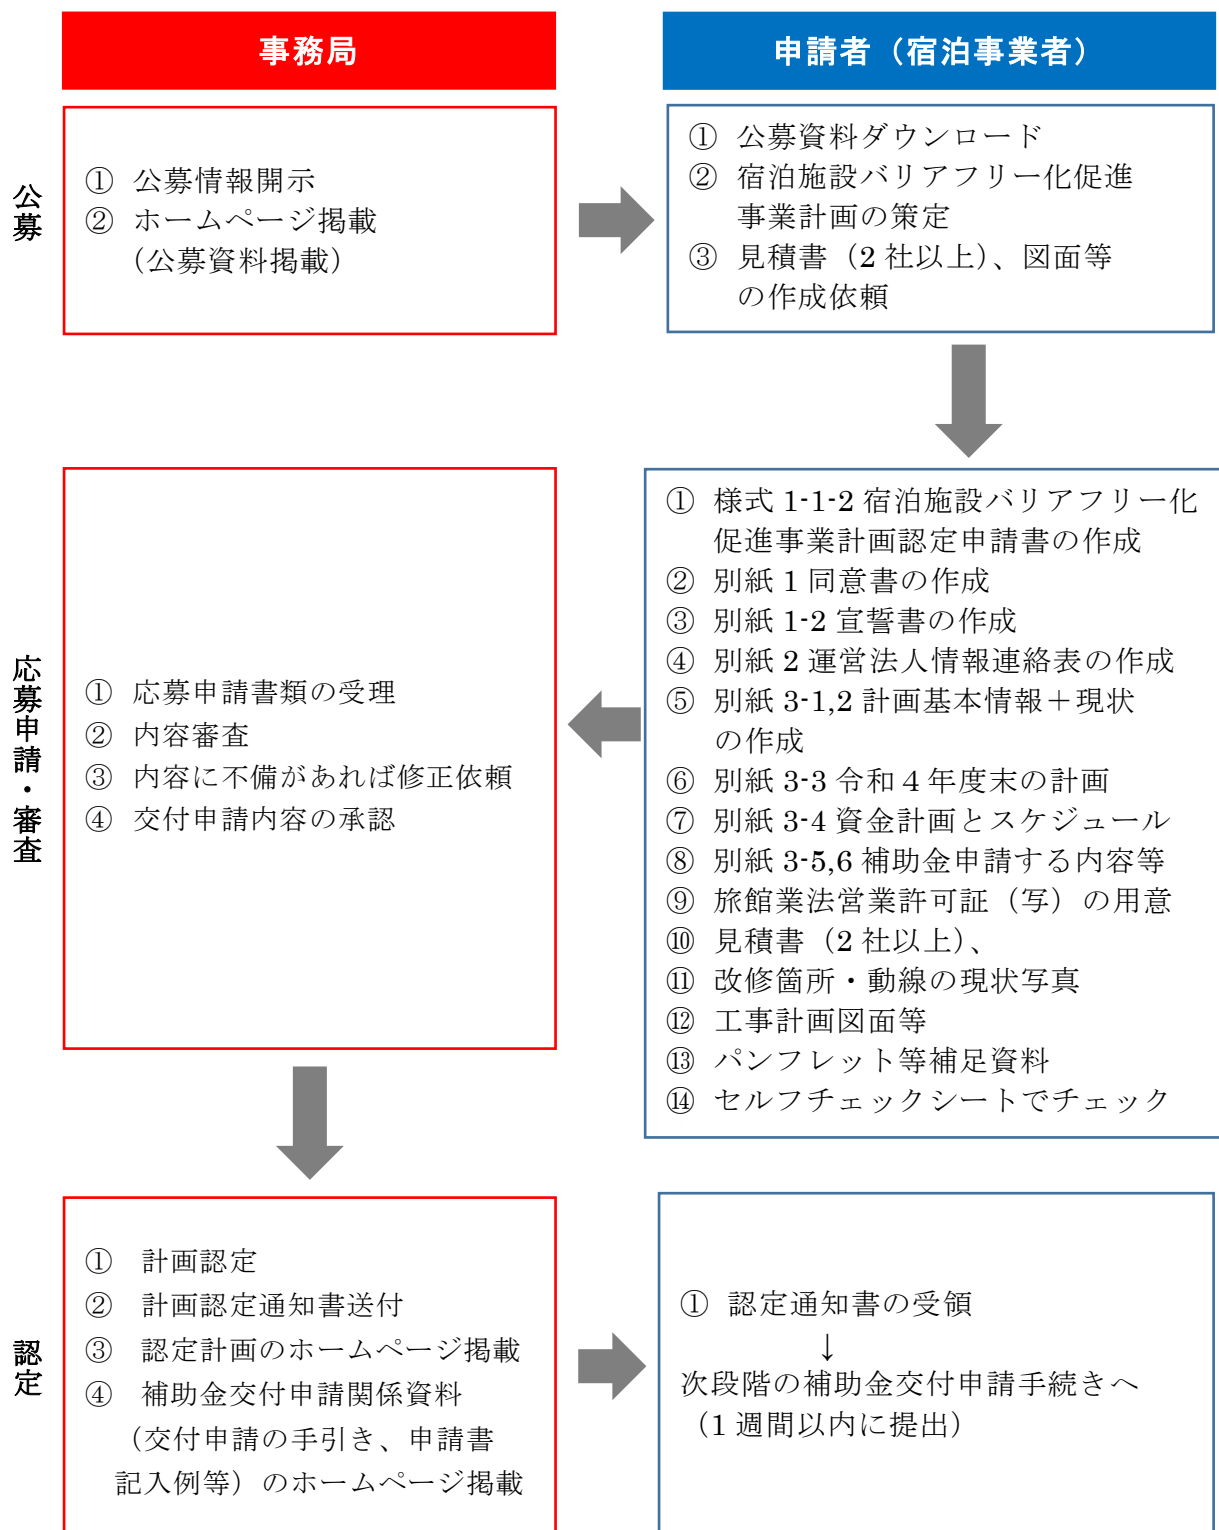 事務局
申請者（宿泊事業者）
公募
① 公募情報開示
② ホームページ掲載
（公募資料掲載）
① 公募資料ダウンロード
② 宿泊施設バリアフリー化促進
事業計画の策定
③ 見積書（2 社以上）、図面等
の作成依頼
応募申請・審査
① 応募申請書類の受理
② 内容審査
③ 内容に不備があれば修正依頼
④ 交付申請内容の承認
① 様式 1-1-2 宿泊施設バリアフリー化
促進事業計画認定申請書の作成
② 別紙 1 同意書の作成
③ 別紙 1-2 宣誓書の作成
④ 別紙 2 運営法人情報連絡表の作成
⑤ 別紙 3-1,2 計画基本情報＋現状
の作成
⑥ 別紙 3-3 令和 4 年度末の計画
⑦ 別紙 3-4 資金計画とスケジュール
⑧ 別紙 3-5,6 補助金申請する内容等
⑨ 旅館業法営業許可証（写）の用意
⑩ 見積書（2 社以上）、
⑪ 改修箇所・動線の現状写真
⑫ 工事計画図面等
⑬ パンフレット等補足資料
⑭ セルフチェックシートでチェック
認定
① 計画認定
② 計画認定通知書送付
③ 認定計画のホームページ掲載
④ 補助金交付申請関係資料
（交付申請の手引き、申請書
記入例等）のホームページ掲載
① 認定通知書の受領
↓
次段階の補助金交付申請手続きへ
（1 週間以内に提出）